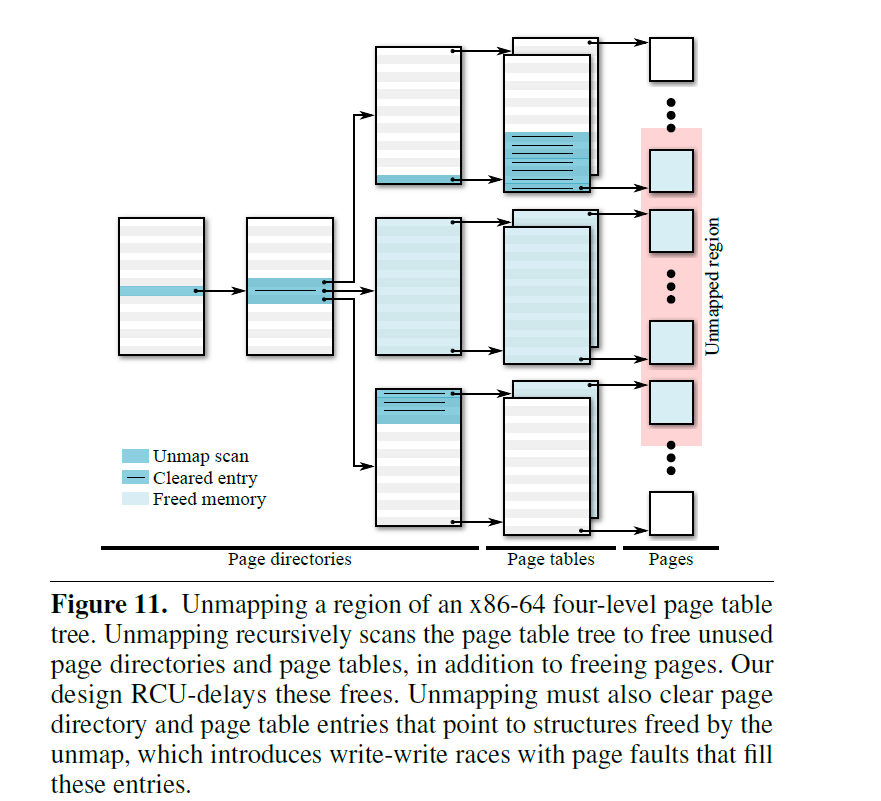 Unmapped region
Unmap scan
Cleared entry
Freed memory
Page directories
Page tables
Pages
Figure 11. Unmapping a region of an x86-64 four-level page table
tree. Unmapping recursively scans the page table tree to free unused
page directories and page tables, in addition to freeing pages. Our
design RCU-delays these frees. Unmapping must also clear page
directory and page table entries that point to structures freed by the
unmap, which introduces write-write races with page faults that fill
these entries.